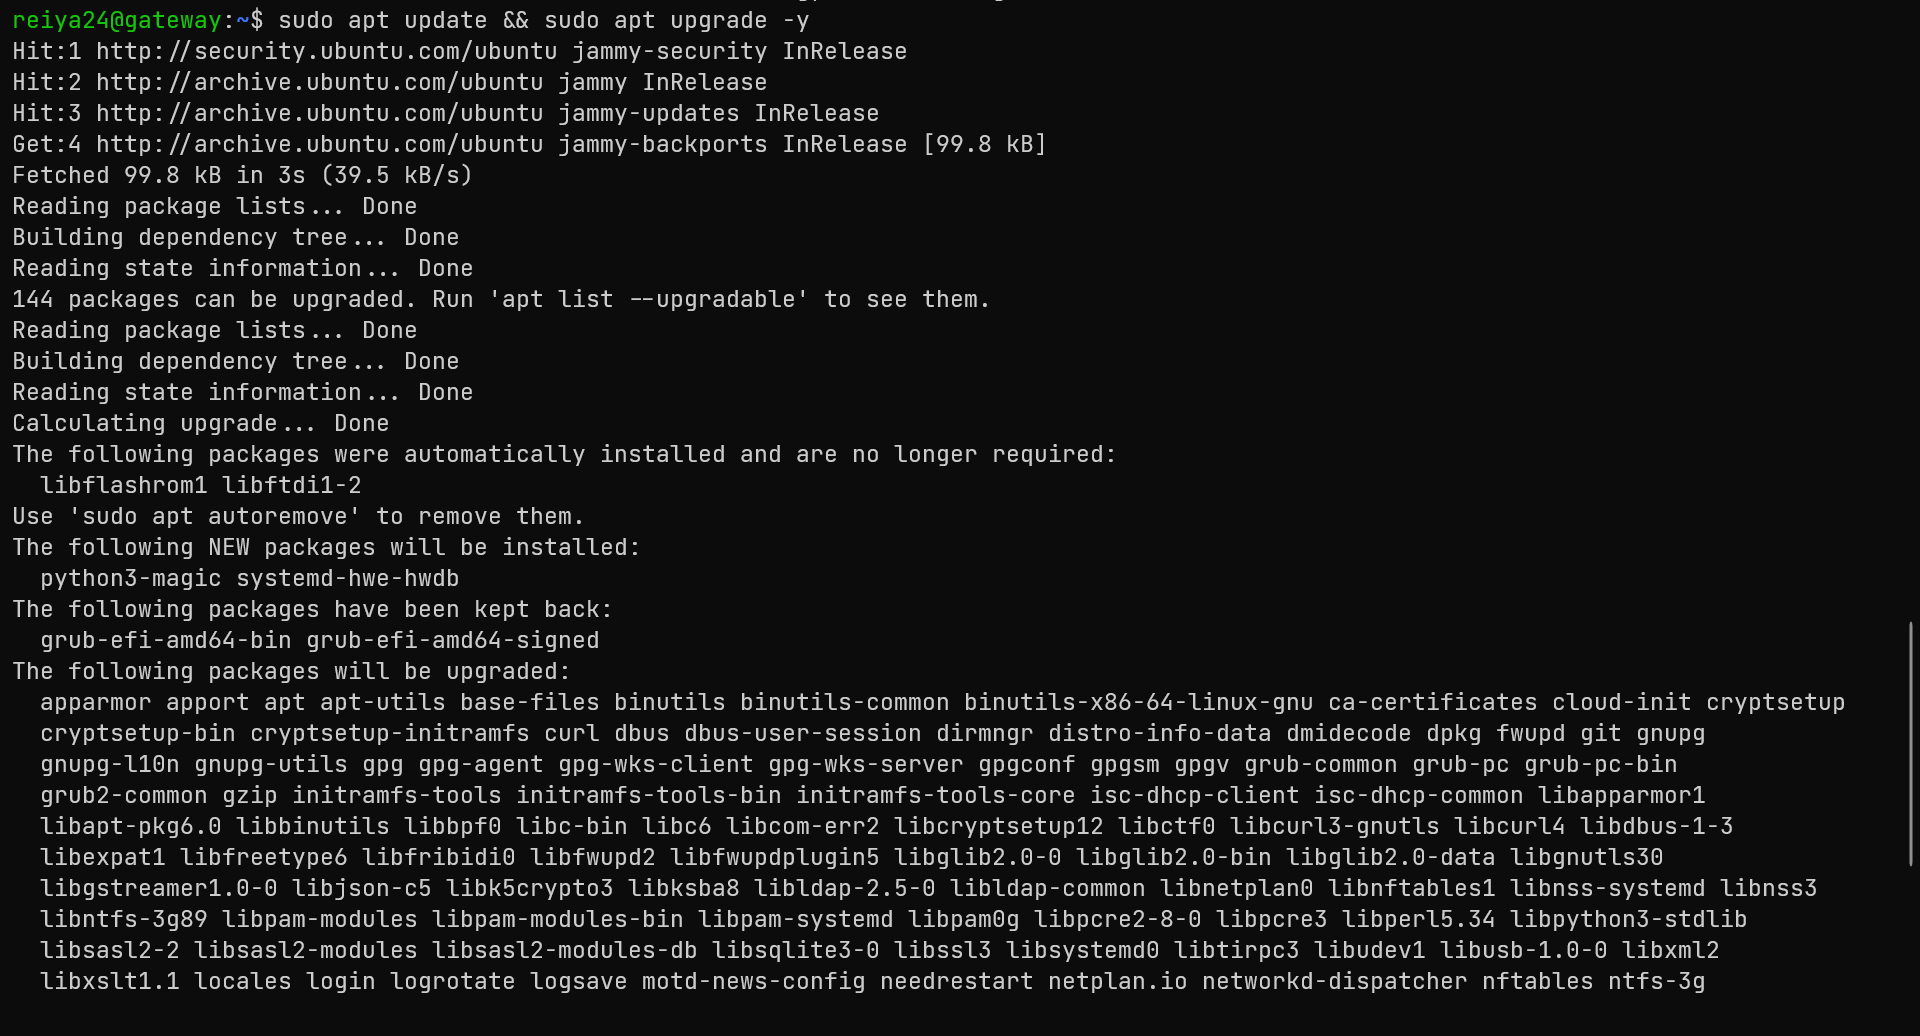 reiya24@gateway:~$ sudo apt update && sudo apt upgrade -y
Hit:1 http://security.ubuntu.com/ubuntu jammy-security InRelease
Hit:2 http://archive.ubuntu.com/ubuntu jammy InRelease
Hit:3 http://archive.ubuntu.com/ubuntu jammy-updates InRelease
Get:4 http://archive.ubuntu.com/ubuntu jammy-backports InRelease [99.8 kB]
Fetched 99.8 kB in 3s (39.5 kB/s)
Reading package lists... Done
Building dependency tree... Done
Reading state information... Done
144 packages can be upgraded. Run 'apt list --upgradable' to see them.
Reading package lists... Done
Building dependency tree... Done
Reading state information... Done
Calculating upgrade... Done
The following packages were automatically installed and are no longer required:
  libflashrom1 libftdi1-2
Use 'sudo apt autoremove' to remove them.
The following NEW packages will be installed:
  python3-magic systemd-hwe-hwdb
The following packages have been kept back:
  grub-efi-amd64-bin grub-efi-amd64-signed
The following packages will be upgraded:
  apparmor apport apt apt-utils base-files binutils binutils-common binutils-x86-64-linux-gnu ca-certificates cloud-init cryptsetup
  cryptsetup-bin cryptsetup-initramfs curl dbus dbus-user-session dirmngr distro-info-data dmidecode dpkg fwupd git gnupg
  gnupg-l10n gnupg-utils gpg gpg-agent gpg-wks-client gpg-wks-server gpgconf gpgsm gpgv grub-common grub-pc grub-pc-bin
  grub2-common gzip initramfs-tools initramfs-tools-bin initramfs-tools-core isc-dhcp-client isc-dhcp-common libapparmor1
  libapt-pkg6.0 libbinutils libbpf0 libc-bin libc6 libcom-err2 libcryptsetup12 libctf0 libcurl3-gnutls libcurl4 libdbus-1-3
  libexpat1 libfreetype6 libfribidi0 libfwupd2 libfwupdplugin5 libglib2.0-0 libglib2.0-bin libglib2.0-data libgnutls30
  libgstreamer1.0-0 libjson-c5 libk5crypto3 libksba8 libldap-2.5-0 libldap-common libnetplan0 libnftables1 libnss-systemd libnss3
  libntfs-3g89 libpam-modules libpam-modules-bin libpam-systemd libpam0g libpcre2-8-0 libpcre3 libperl5.34 libpython3-stdlib
  libsasl2-2 libsasl2-modules libsasl2-modules-db libsqlite3-0 libssl3 libsystemd0 libtirpc3 libudev1 libusb-1.0-0 libxml2
  libxslt1.1 locales login logrotate logsave motd-news-config needrestart netplan.io networkd-dispatcher nftables ntfs-3g